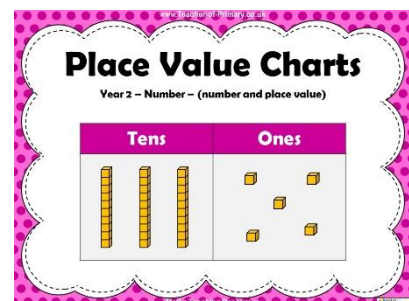 www.Teacher-of-Primary.co.uk
Place Value Charts
Year 2 – Number – (number and place value)
Tens Ones